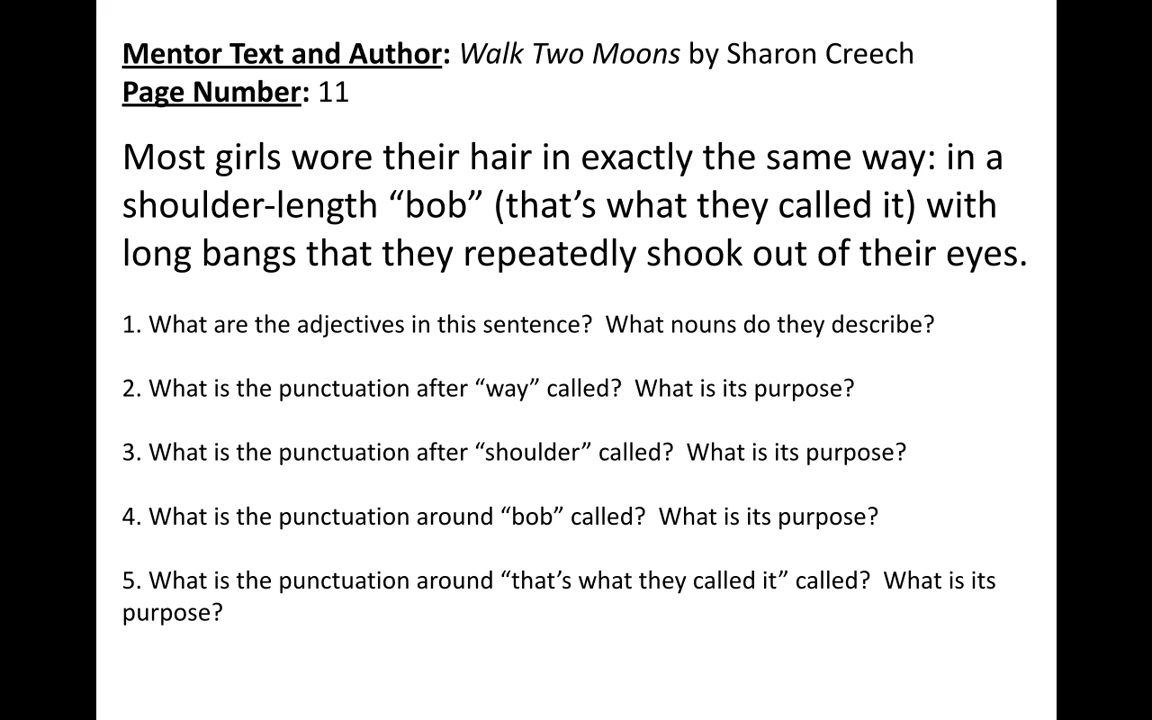 Mentor Text and Author: Walk Two Moons by Sharon Creech
Page Number: 11
Most girls wore their hair in exactly the same way: in a
shoulder-length “bob” (that’s what they called it) with
long bangs that they repeatedly shook out of their eyes.
1. What are the adjectives in this sentence?  What nouns do they describe?
2. What is the punctuation after “way” called?  What is its purpose?
3. What is the punctuation after “shoulder” called?  What is its purpose?
4. What is the punctuation around “bob” called?  What is its purpose?
5. What is the punctuation around “that’s what they called it” called?  What is its
purpose?